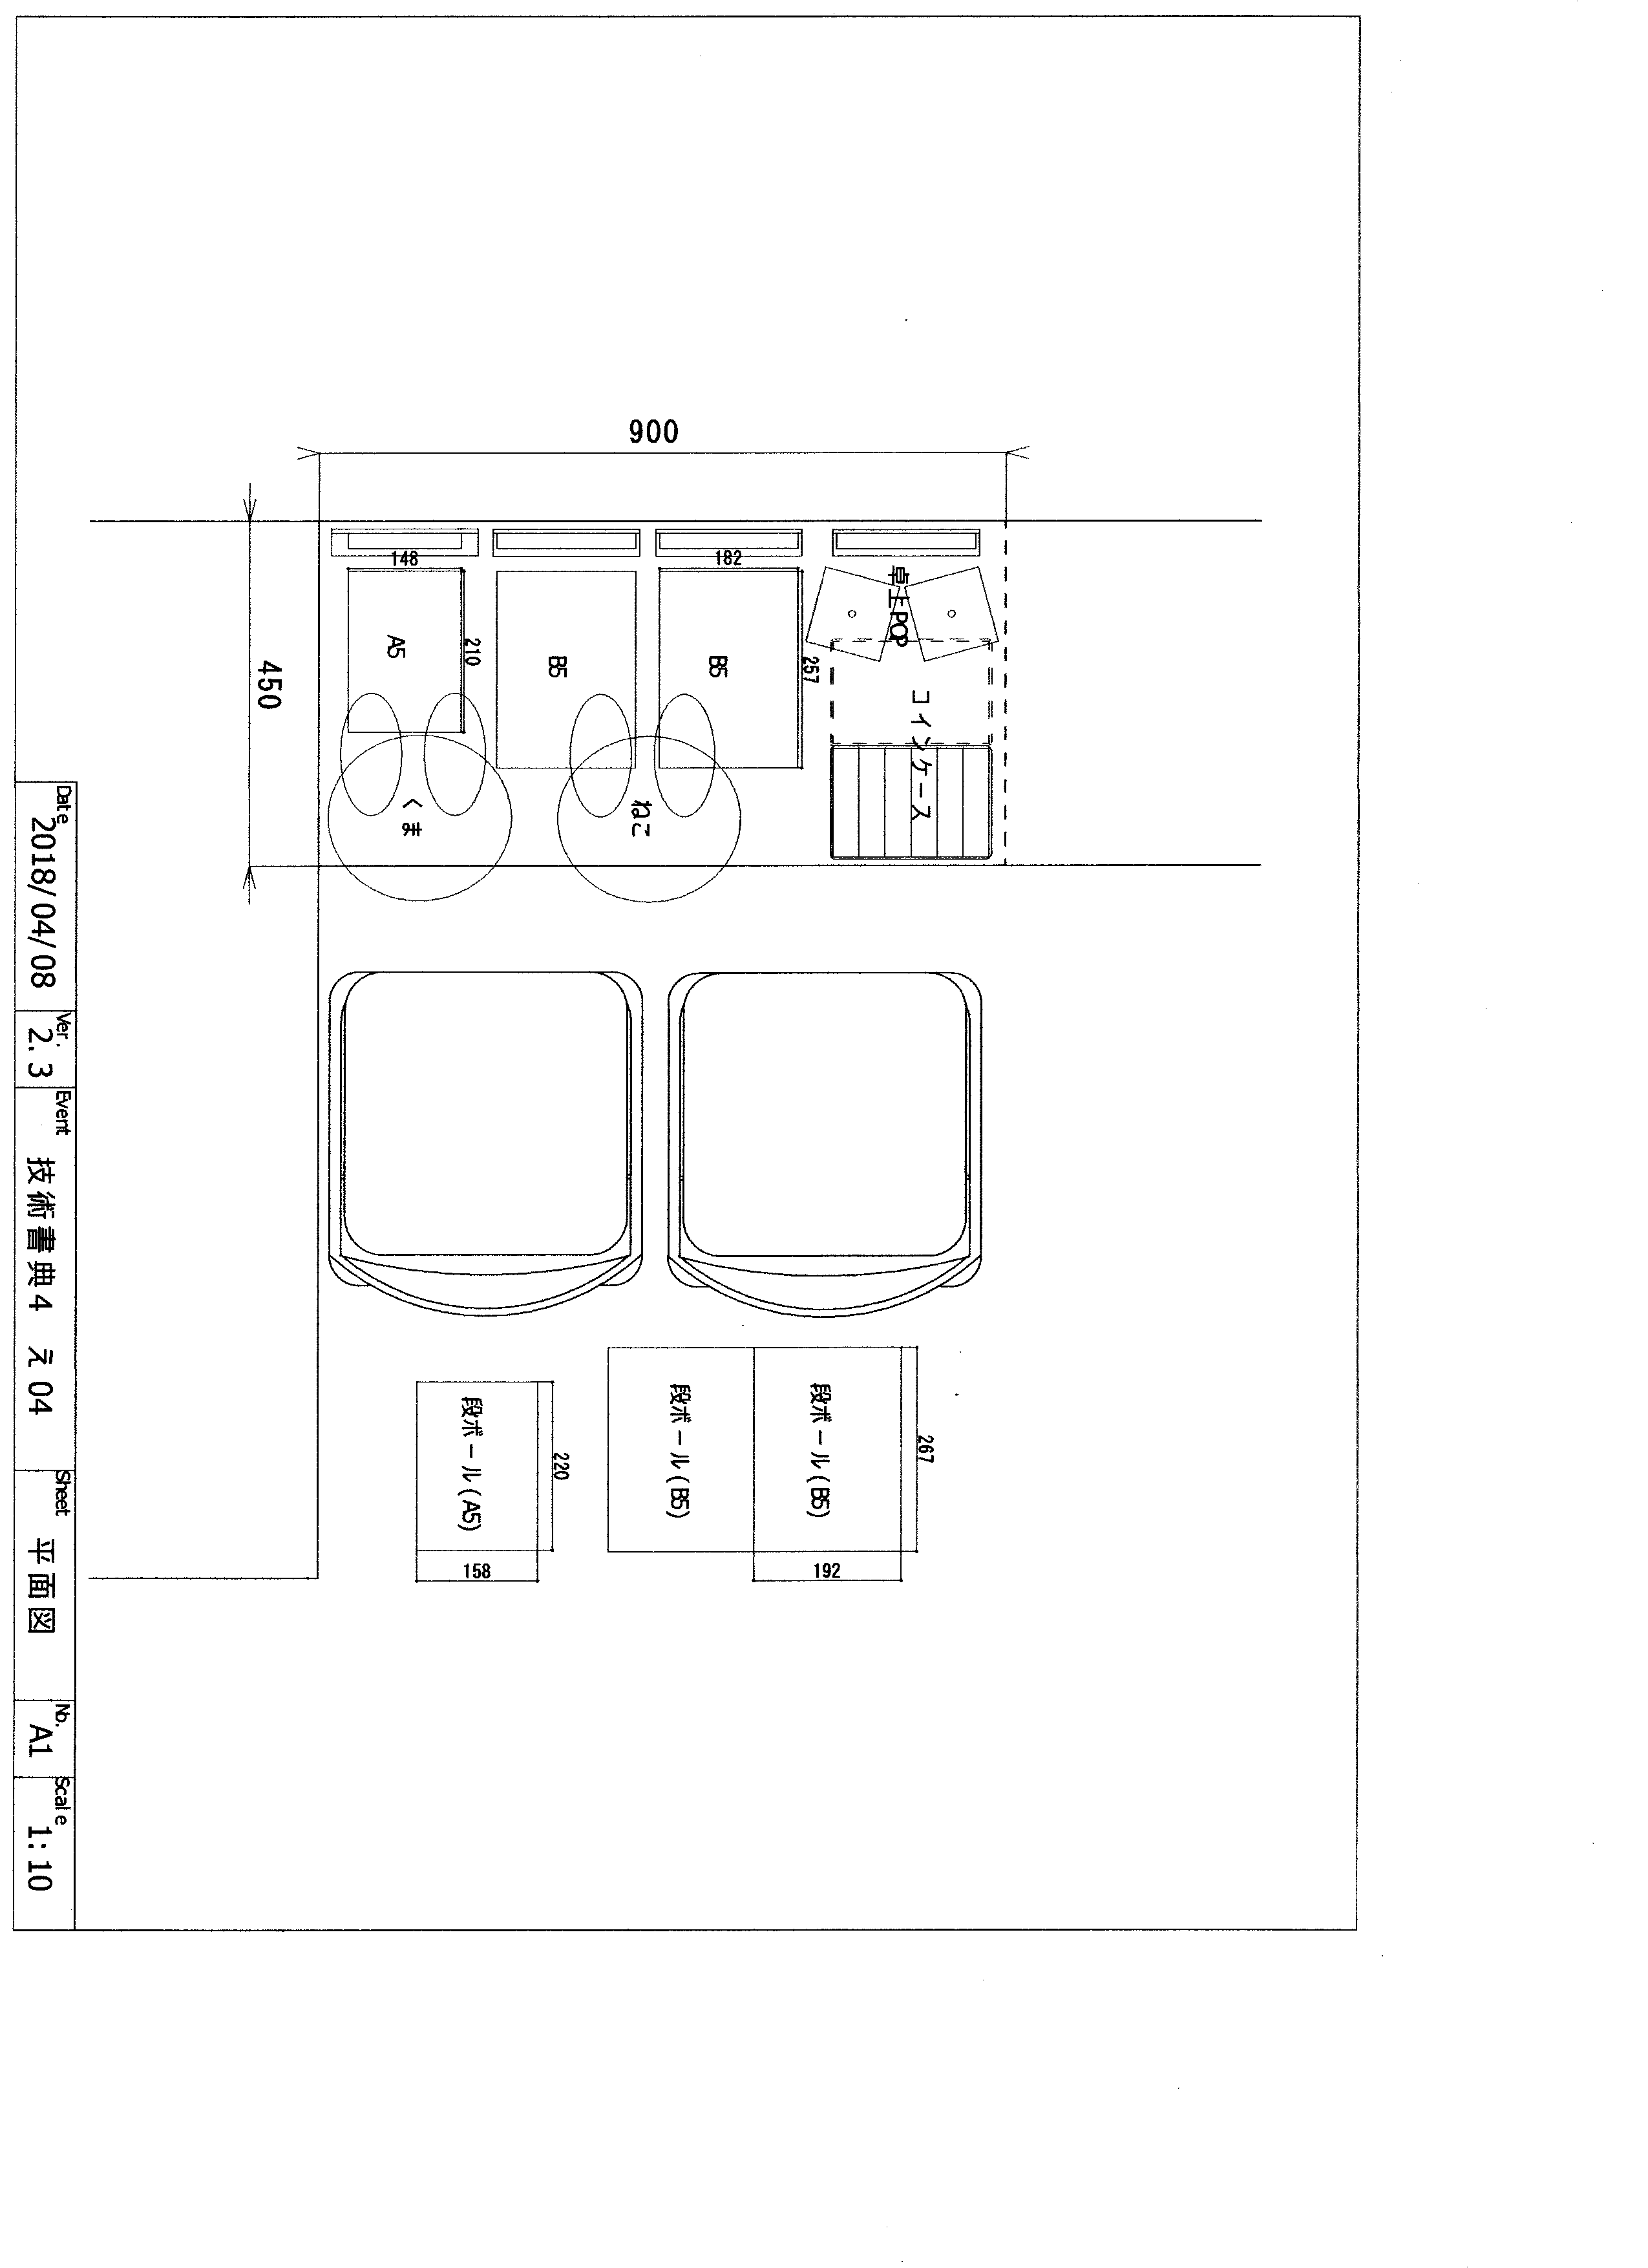 900
450
148
182
A5
210
B5
B5
257
卓上POP
コインケース
くま
ねこ
段ボール(A5)
220
158
段ボール(B5)
段ボール(B5)
267
192
Date
2018/04/08
Ver.
2.3
Event
技術書典4 え04
Sheet
平面図
No.
A1
Scale
1:10